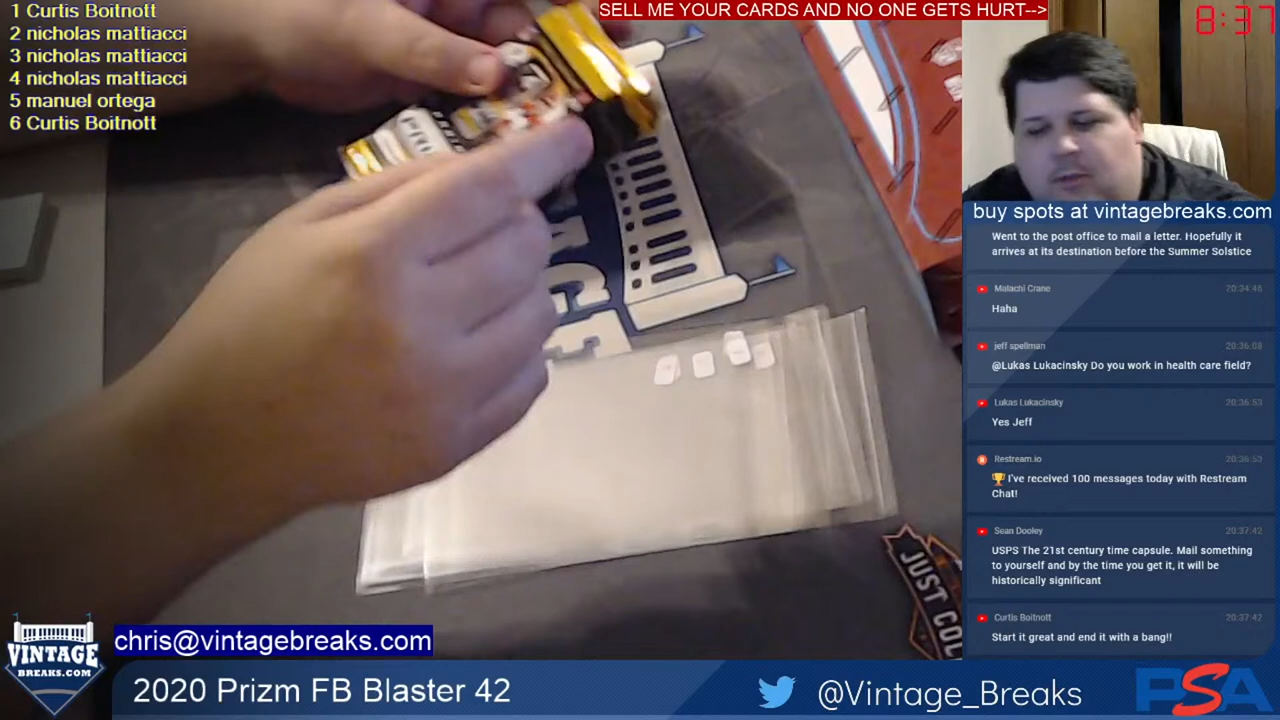 1 Curtis Boitnott
2 nicholas mattiacci
3 nicholas mattiacci
4 nicholas mattiacci
5 manuel ortega
6 Curtis Boitnott
SELL ME YOUR CARDS AND NO ONE GETS HURT-->
8:37
buy spots at vintagebreaks.com
Went to the post office to mail a letter. Hopefully it
arrives at its destination before the Summer Solstice
Malachi Crane 20:34:46
Haha
jeff spellman 20:36:08
@Lukas Lukacinsky Do you work in health care field?
Lukas Lukacinsky 20:36:53
Yes Jeff
Restream.io 20:36:53
🏆 I've received 100 messages today with Restream
Chat!
Sean Dooley 20:37:42
USPS The 21st century time capsule. Mail something
to yourself and by the time you get it, it will be
historically significant
Curtis Boitnott 20:37:42
Start it great and end it with a bang!!
JUST COL
VINTAGE
BREAKS.COM
chris@vintagebreaks.com
2020 Prizm FB Blaster 42
@Vintage_Breaks
PSA